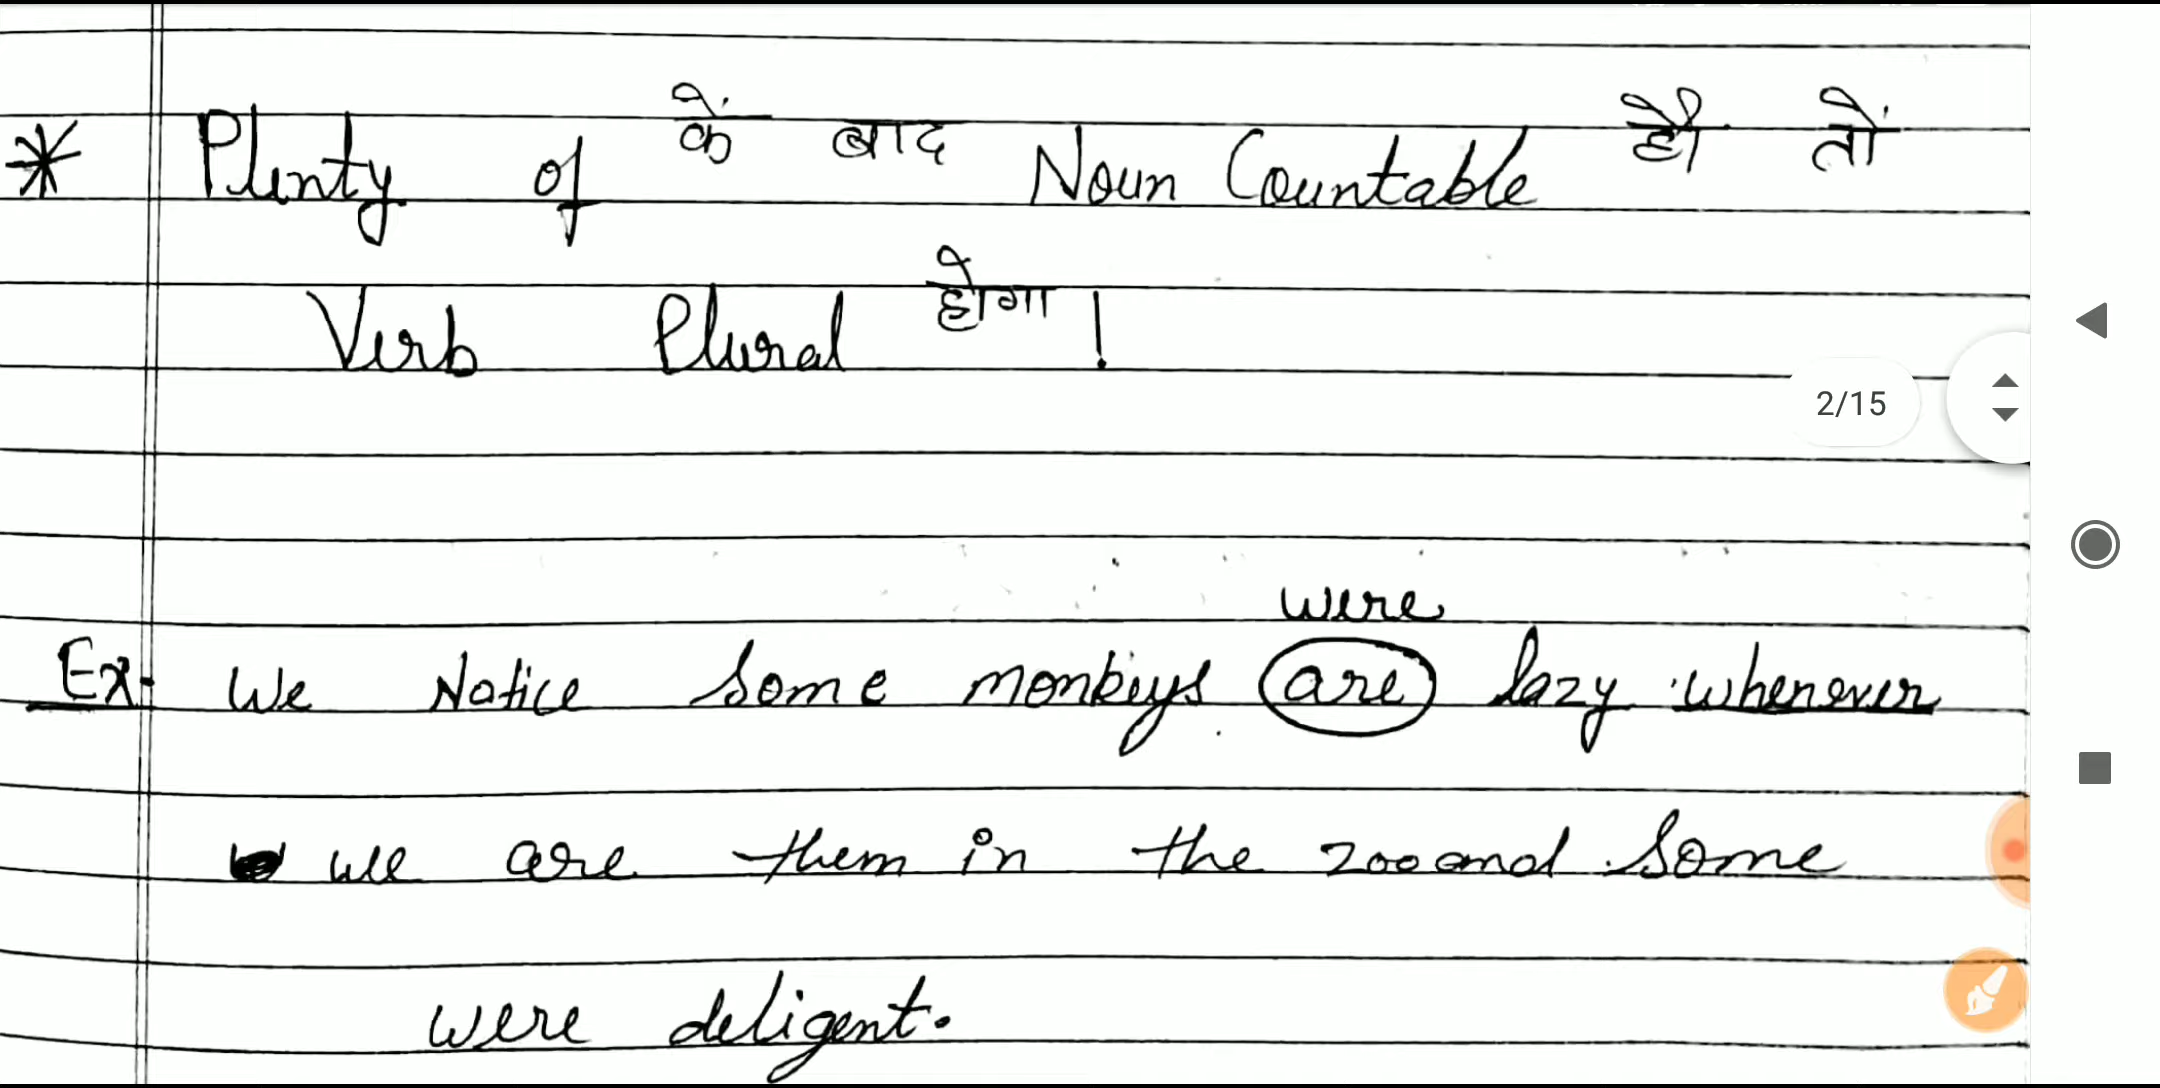 * Plenty of के बाद Noun Countable हो तो
Verb Plural होगा !
2/15
were
Ex:- We Notice Some monkeys are lazy whenever
we are them in the zoo and Some
were deligent.